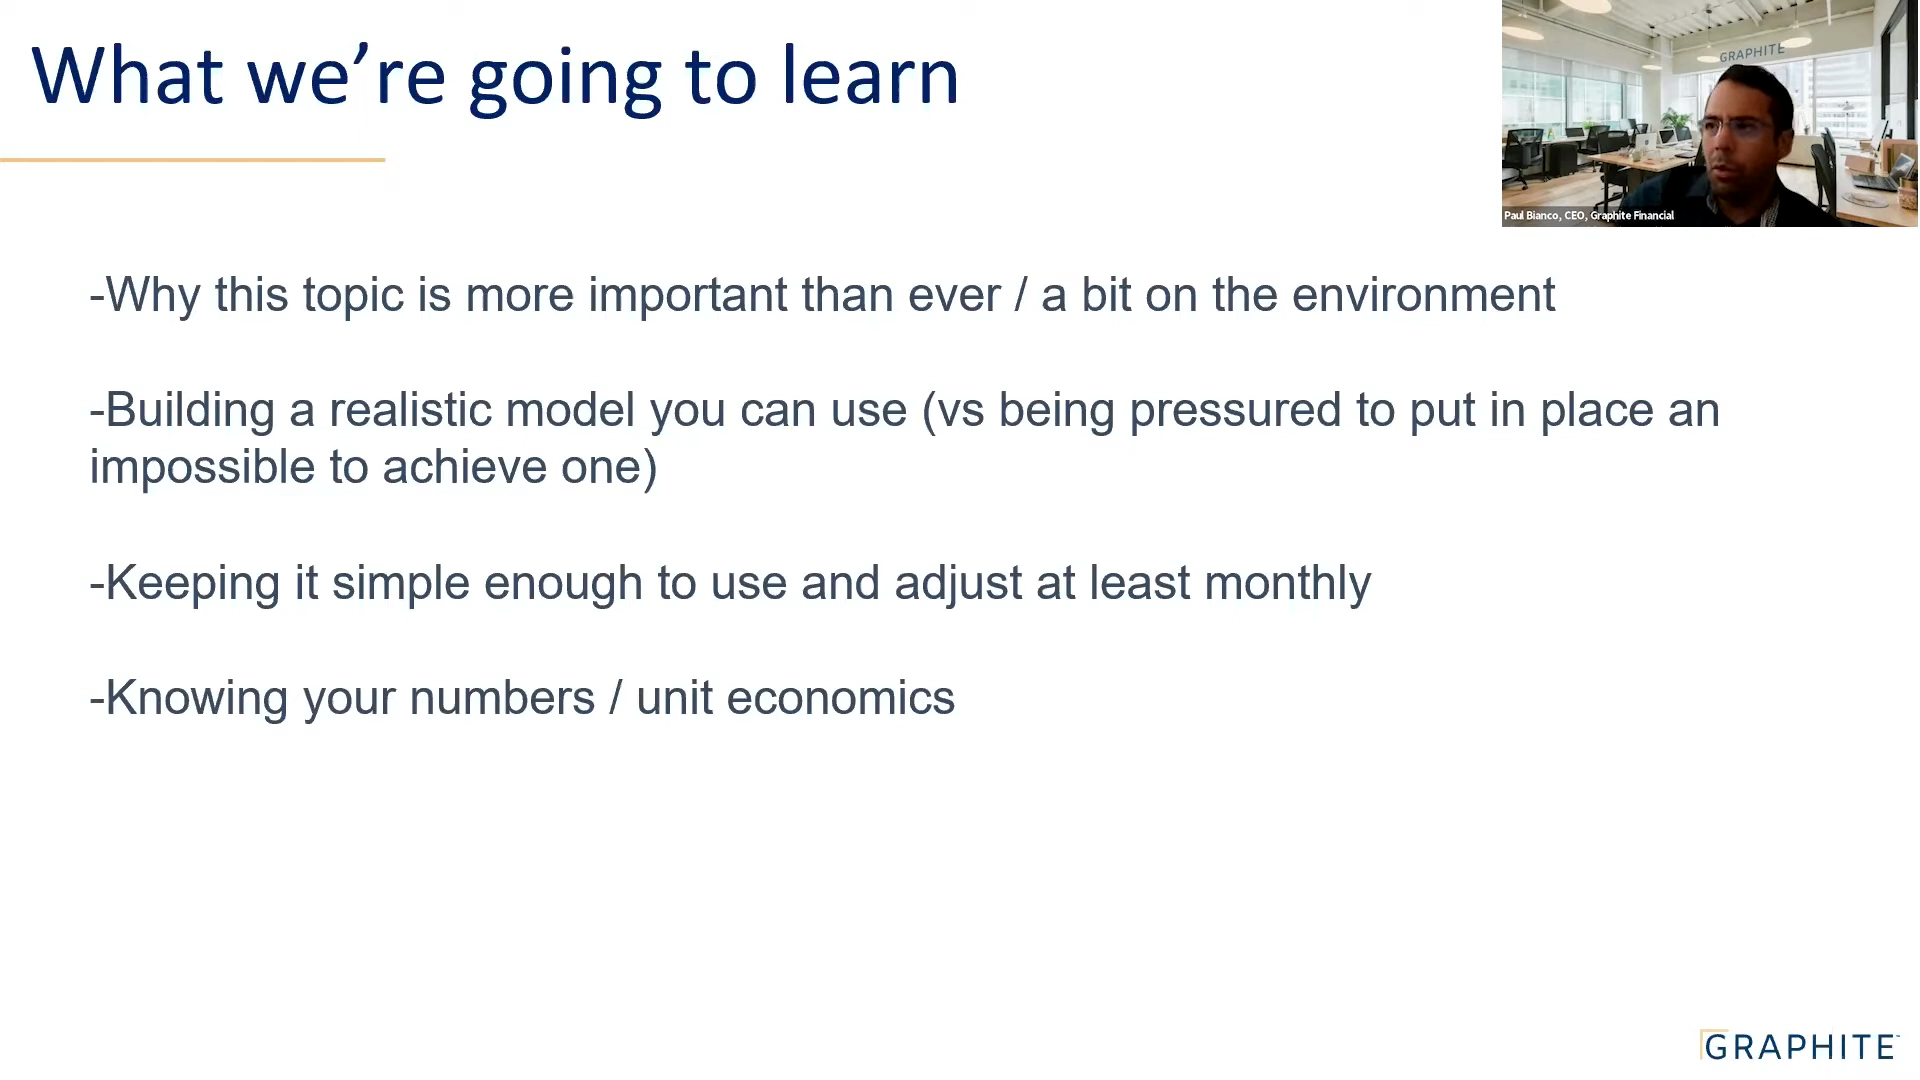 What we’re going to learn
GRAPHITE
Paul Bianco, CEO, Graphite Financial
-Why this topic is more important than ever / a bit on the environment
-Building a realistic model you can use (vs being pressured to put in place an
impossible to achieve one)
-Keeping it simple enough to use and adjust at least monthly
-Knowing your numbers / unit economics
GRAPHITE